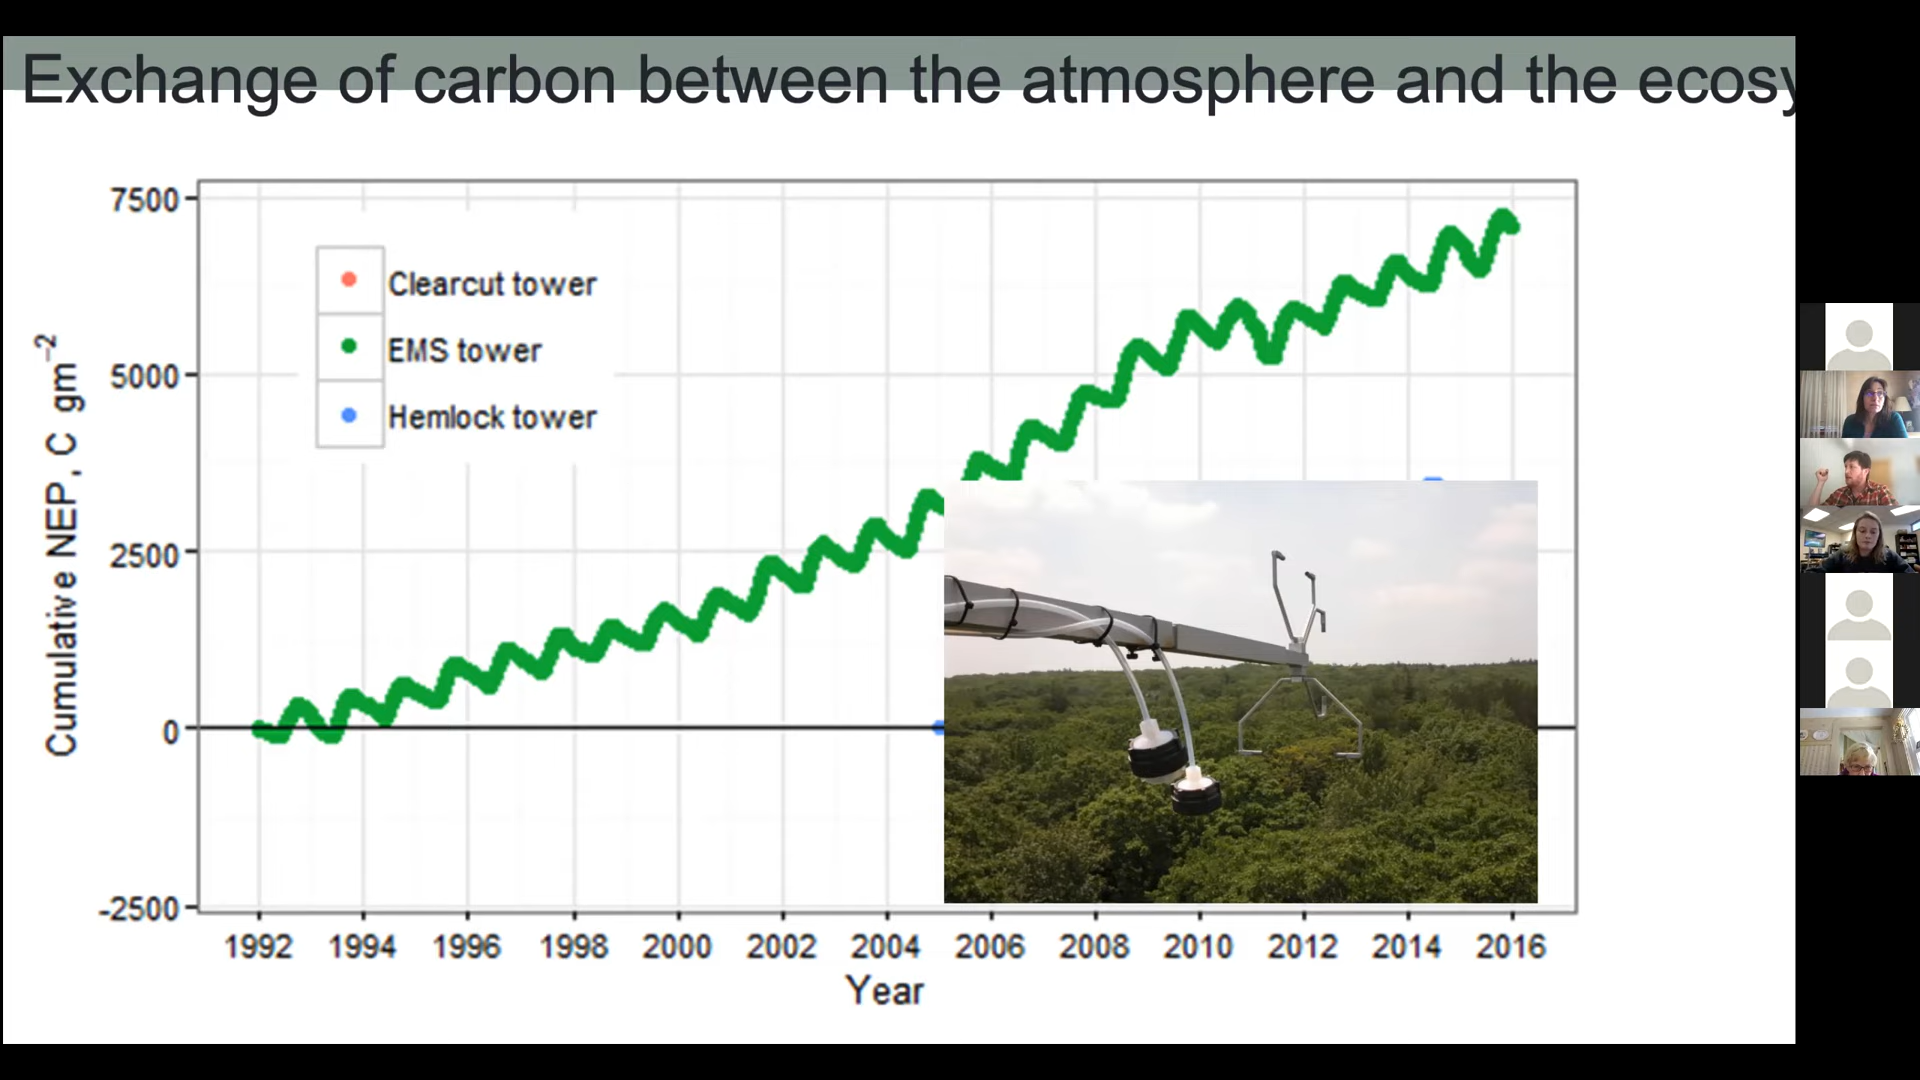 Exchange of carbon between the atmosphere and the ecosy
7500
5000
2500
0
-2500
Cumulative NEP, C gm⁻²
Clearcut tower
EMS tower
Hemlock tower
1992 1994 1996 1998 2000 2002 2004 2006 2008 2010 2012 2014 2016
Year